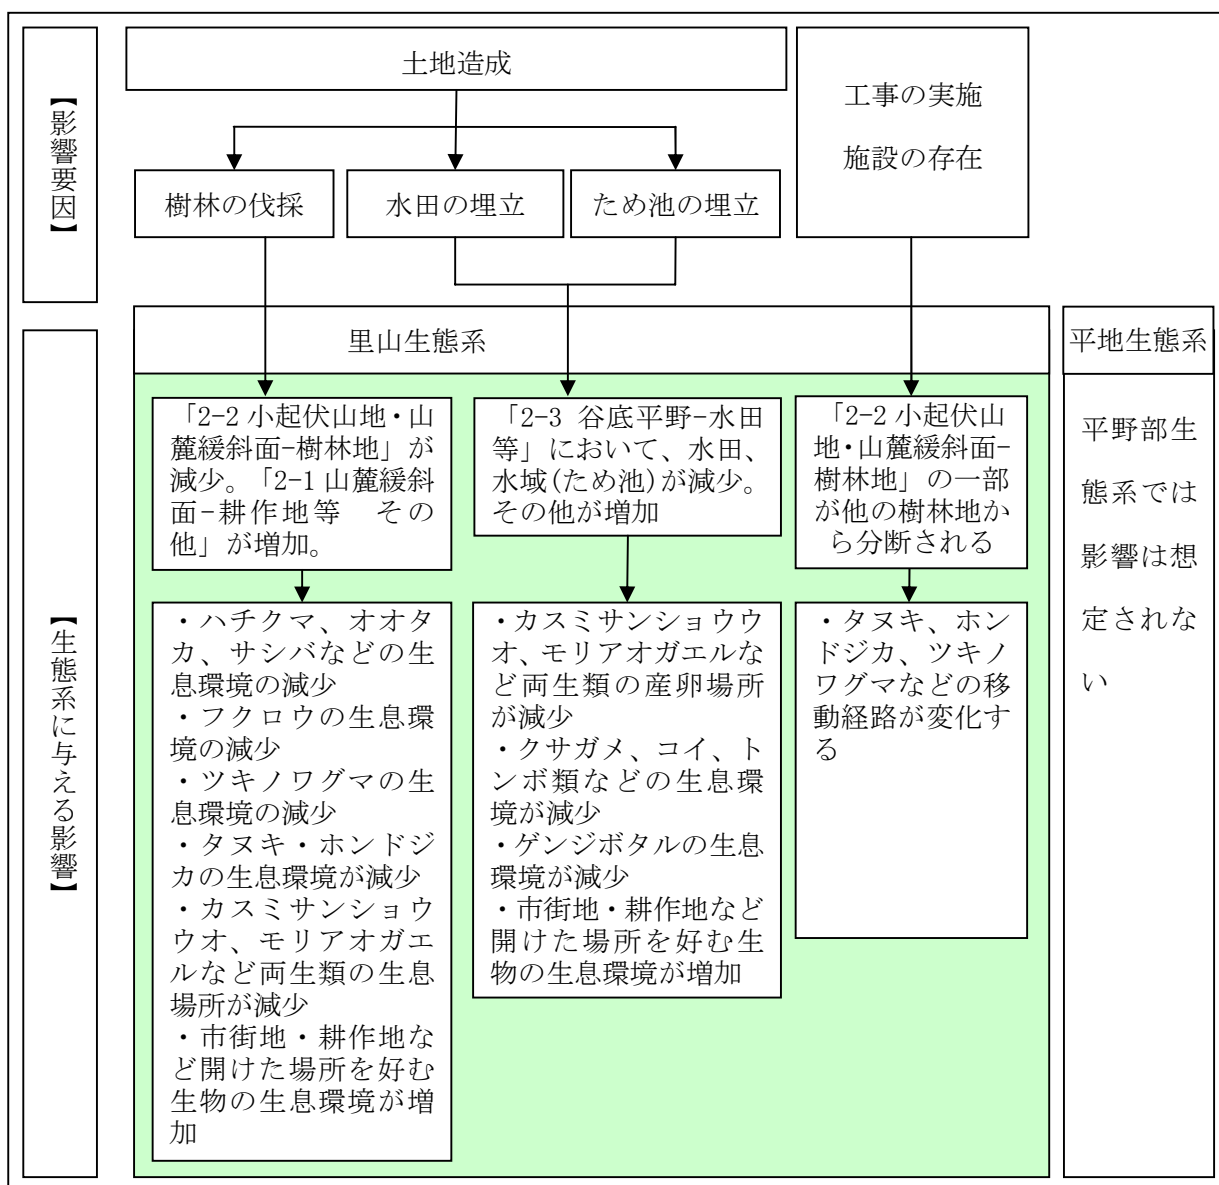 【影響要因】
土地造成
工事の実施
施設の存在
樹林の伐採
水田の埋立
ため池の埋立
【生態系に与える影響】
里山生態系
平地生態系
「2-2 小起伏山地・山
麓緩斜面-樹林地」が
減少。「2-1 山麓緩斜
面-耕作地等　その
他」が増加。
「2-3 谷底平野-水田
等」において、水田、
水域(ため池)が減少。
その他が増加
「2-2 小起伏山
地・山麓緩斜面-
樹林地」の一部
が他の樹林地か
ら分断される
・ハチクマ、オオタ
カ、サシバなどの生
息環境の減少
・フクロウの生息環
境の減少
・ツキノワグマの生
息環境の減少
・タヌキ・ホンドジ
カの生息環境が減少
・カスミサンショウ
ウオ、モリアオガエ
ルなど両生類の生息
場所が減少
・市街地・耕作地な
ど開けた場所を好む
生物の生息環境が増
加
・カスミサンショウウ
オ、モリアオガエルな
ど両生類の産卵場所
が減少
・クサガメ、コイ、ト
ンボ類などの生息環
境が減少
・ゲンジボタルの生息
環境が減少
・市街地・耕作地など
開けた場所を好む生
物の生息環境が増加
・タヌキ、ホン
ドジカ、ツキノ
ワグマなどの移
動経路が変化す
る
平野部生
態系では
影響は想
定されな
い